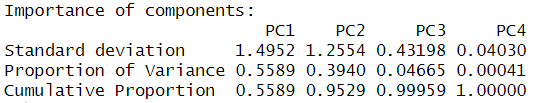 Importance of components:
PC1 PC2 PC3 PC4
Standard deviation 1.4952 1.2554 0.43198 0.04030
Proportion of Variance 0.5589 0.3940 0.04665 0.00041
Cumulative Proportion 0.5589 0.9529 0.99959 1.00000